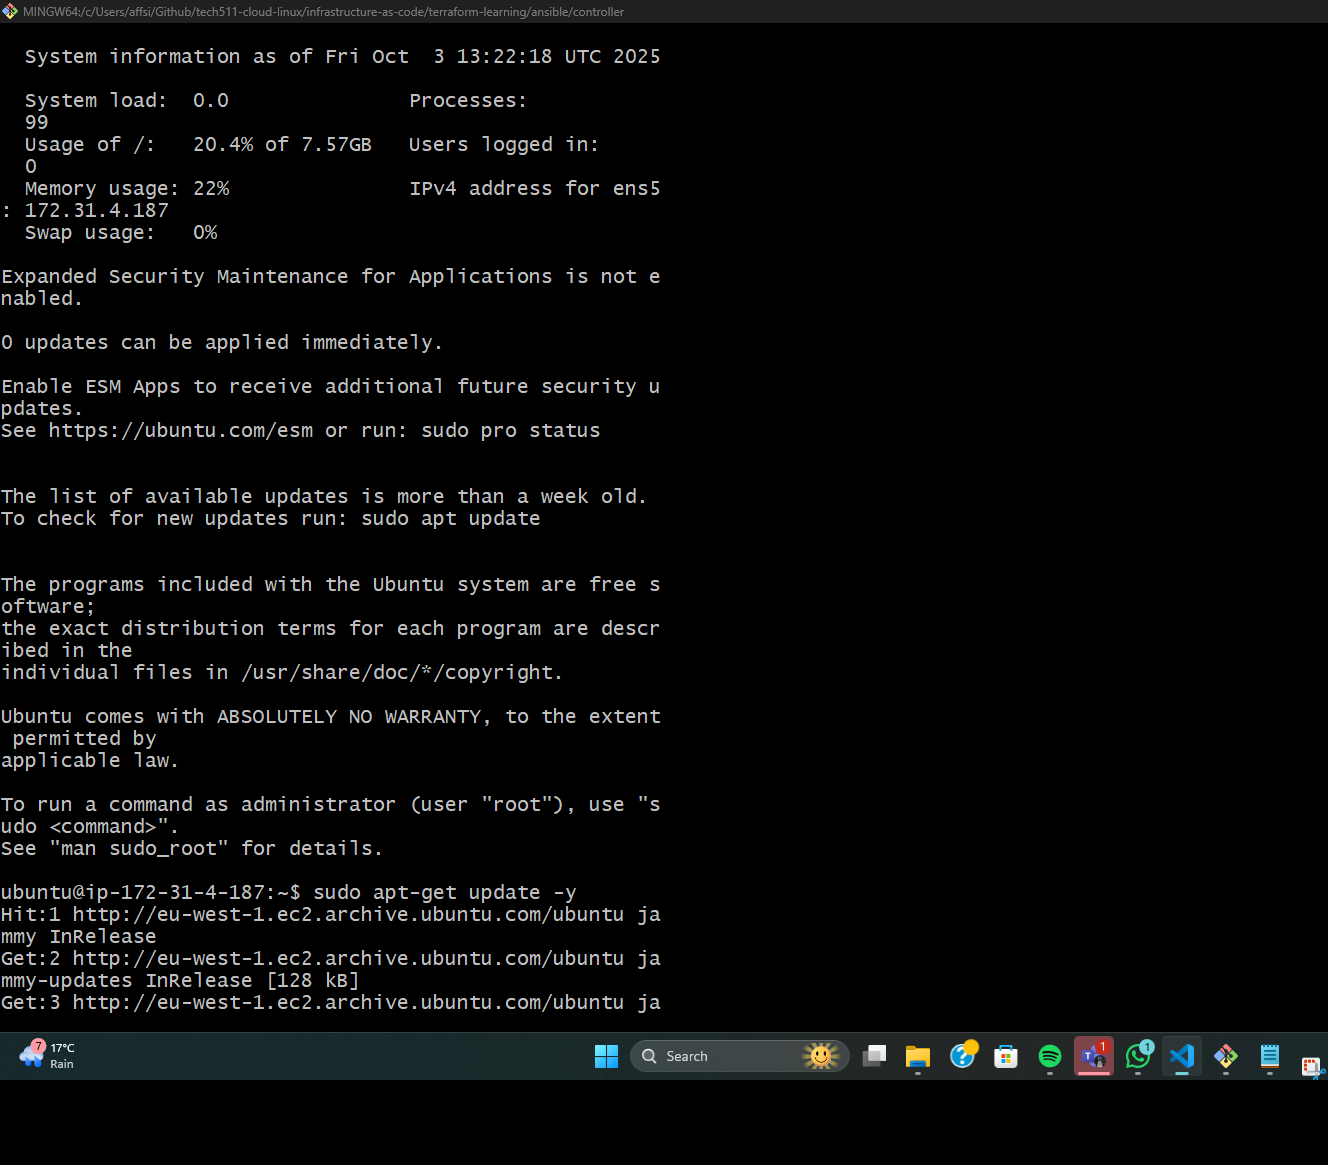 MINGW64:/c/Users/affsi/Github/tech511-cloud-linux/infrastructure-as-code/terraform-learning/ansible/controller
System information as of Fri Oct  3 13:22:18 UTC 2025
System load:  0.0               Processes:
99
Usage of /:   20.4% of 7.57GB   Users logged in:
0
Memory usage: 22%               IPv4 address for ens5
: 172.31.4.187
Swap usage:   0%
Expanded Security Maintenance for Applications is not e
nabled.
0 updates can be applied immediately.
Enable ESM Apps to receive additional future security u
pdates.
See https://ubuntu.com/esm or run: sudo pro status
The list of available updates is more than a week old.
To check for new updates run: sudo apt update
The programs included with the Ubuntu system are free s
oftware;
the exact distribution terms for each program are descr
ibed in the
individual files in /usr/share/doc/*/copyright.
Ubuntu comes with ABSOLUTELY NO WARRANTY, to the extent
permitted by
applicable law.
To run a command as administrator (user "root"), use "s
udo <command>".
See "man sudo_root" for details.
ubuntu@ip-172-31-4-187:~$ sudo apt-get update -y
Hit:1 http://eu-west-1.ec2.archive.ubuntu.com/ubuntu ja
mmy InRelease
Get:2 http://eu-west-1.ec2.archive.ubuntu.com/ubuntu ja
mmy-updates InRelease [128 kB]
Get:3 http://eu-west-1.ec2.archive.ubuntu.com/ubuntu ja
7
17°C
Rain
Search
1
1